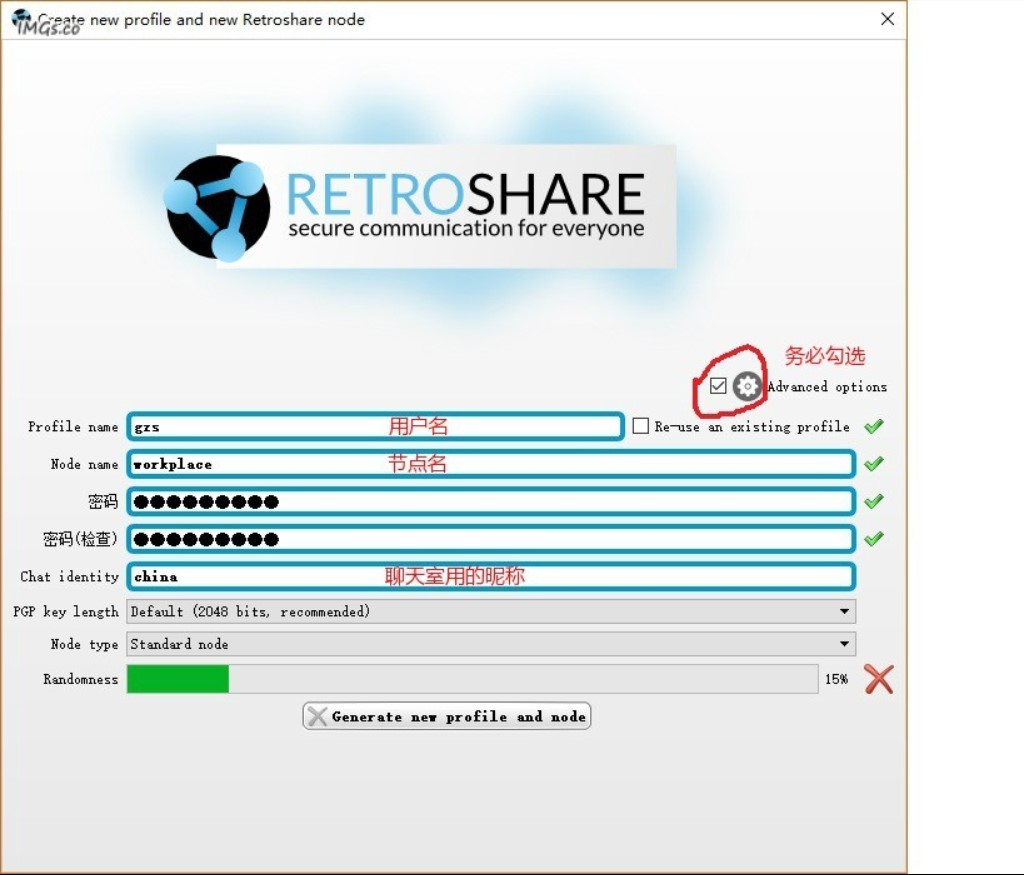 Create new profile and new Retroshare node
iMGs.co
RETROSHARE
secure communication for everyone
务必勾选
Advanced options
Profile name gzs 用户名 Re-use an existing profile
Node name workplace 节点名
密码 ●●●●●●●●●
密码(检查) ●●●●●●●●●
Chat identity china 聊天室用的昵称
PGP key length Default (2048 bits, recommended)
Node type Standard node
Randomness 15%
Generate new profile and node